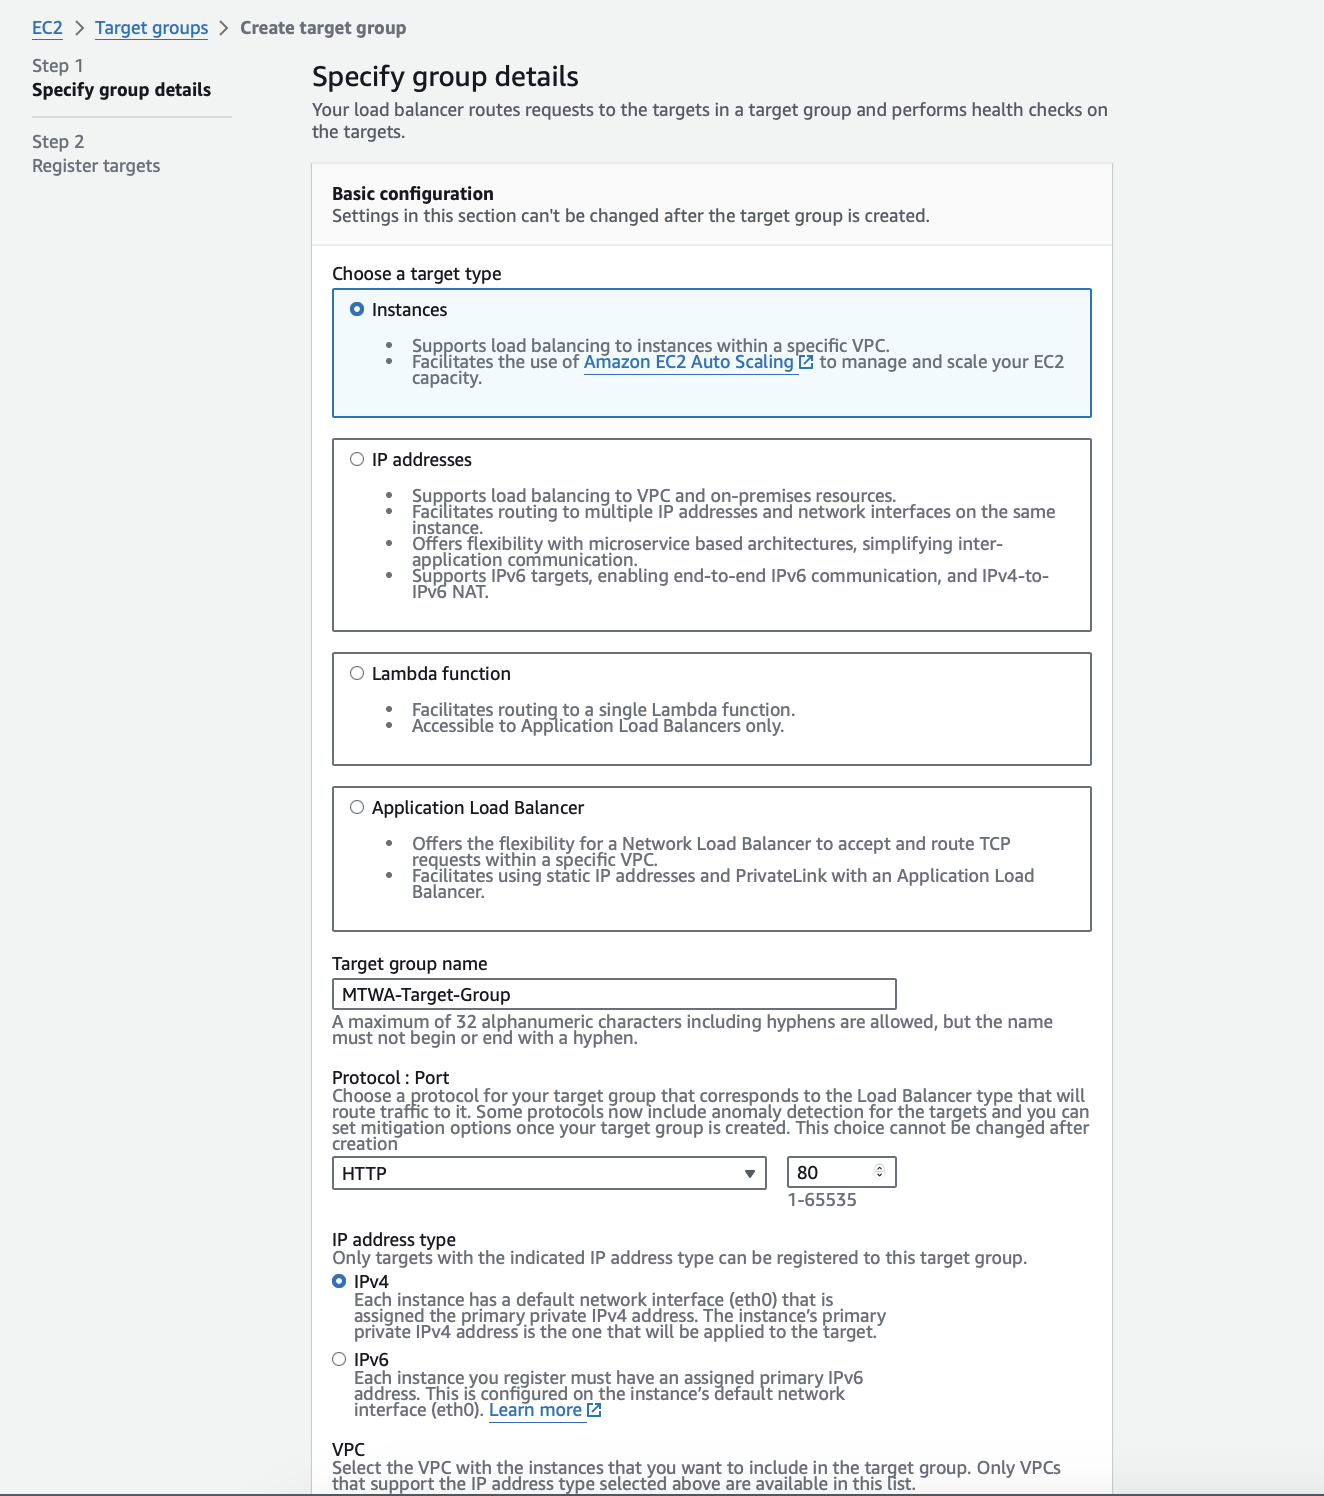 EC2 > Target groups > Create target group
Step 1
Specify group details
Step 2
Register targets
Specify group details
Your load balancer routes requests to the targets in a target group and performs health checks on
the targets.
Basic configuration
Settings in this section can't be changed after the target group is created.
Choose a target type
Instances
• Supports load balancing to instances within a specific VPC.
• Facilitates the use of Amazon EC2 Auto Scaling to manage and scale your EC2
capacity.
IP addresses
• Supports load balancing to VPC and on-premises resources.
• Facilitates routing to multiple IP addresses and network interfaces on the same
instance.
• Offers flexibility with microservice based architectures, simplifying inter-
application communication.
• Supports IPv6 targets, enabling end-to-end IPv6 communication, and IPv4-to-
IPv6 NAT.
Lambda function
• Facilitates routing to a single Lambda function.
• Accessible to Application Load Balancers only.
Application Load Balancer
• Offers the flexibility for a Network Load Balancer to accept and route TCP
requests within a specific VPC.
• Facilitates using static IP addresses and PrivateLink with an Application Load
Balancer.
Target group name
MTWA-Target-Group
A maximum of 32 alphanumeric characters including hyphens are allowed, but the name
must not begin or end with a hyphen.
Protocol : Port
Choose a protocol for your target group that corresponds to the Load Balancer type that will
route traffic to it. Some protocols now include anomaly detection for the targets and you can
set mitigation options once your target group is created. This choice cannot be changed after
creation
HTTP 80
1-65535
IP address type
Only targets with the indicated IP address type can be registered to this target group.
IPv4
Each instance has a default network interface (eth0) that is
assigned the primary private IPv4 address. The instance's primary
private IPv4 address is the one that will be applied to the target.
IPv6
Each instance you register must have an assigned primary IPv6
address. This is configured on the instance's default network
interface (eth0). Learn more
VPC
Select the VPC with the instances that you want to include in the target group. Only VPCs
that support the IP address type selected above are available in this list.